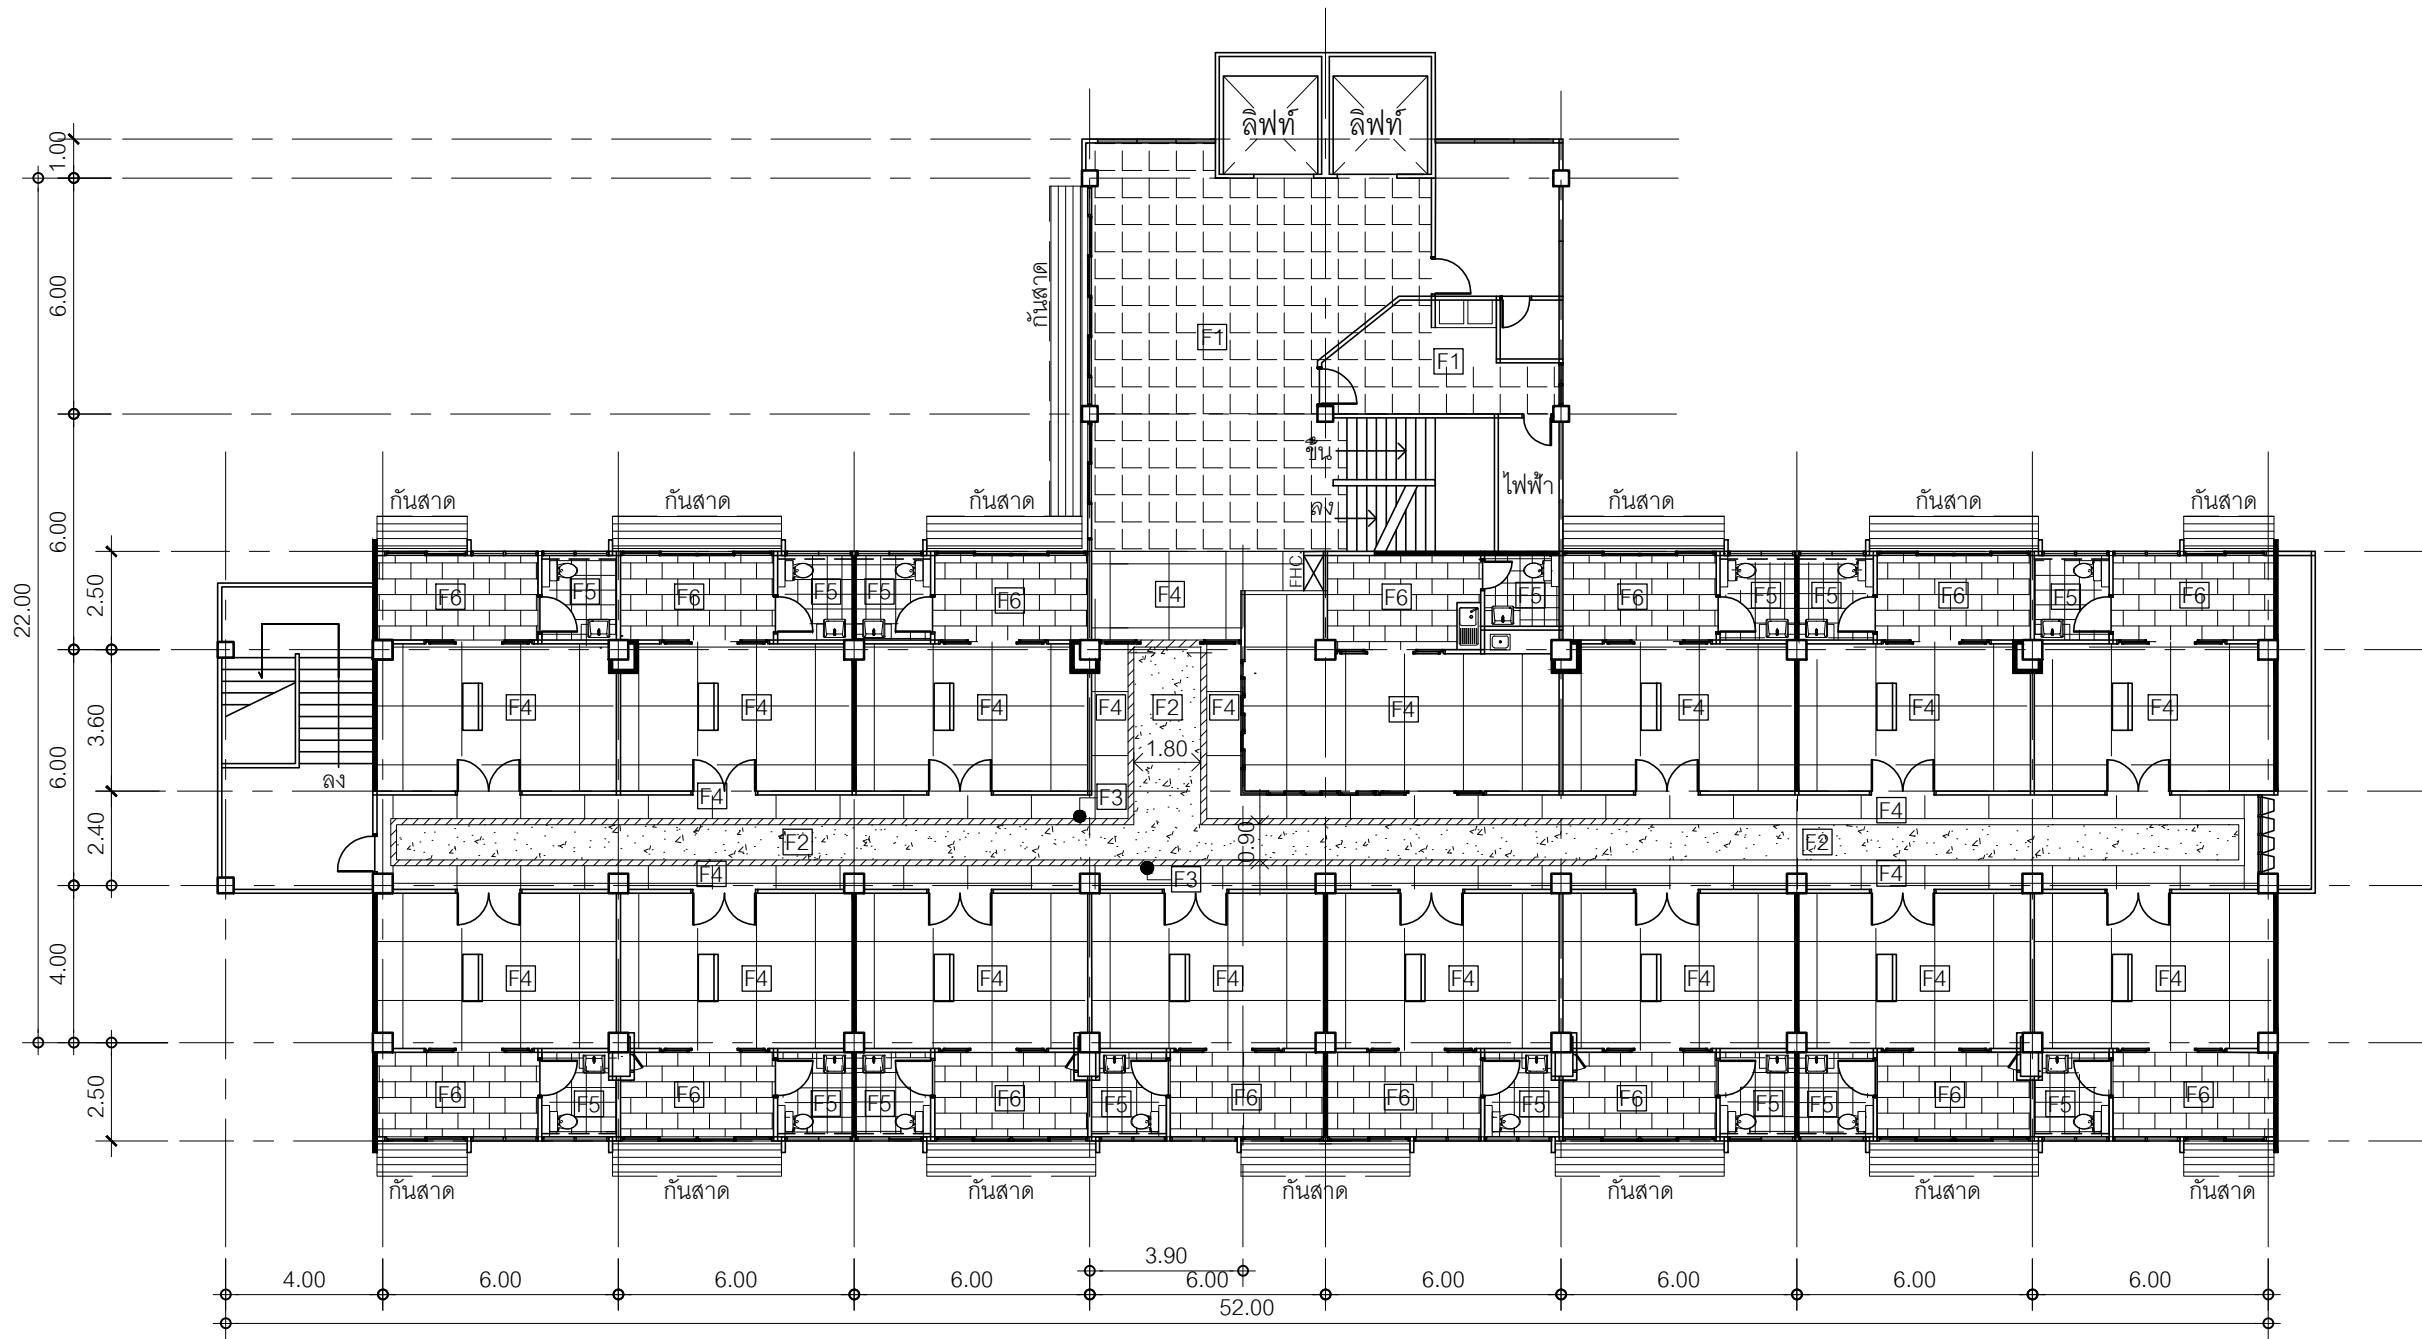 ลิฟท์ ลิฟท์
1.00
6.00
กันสาด
F1
F1
22.00
6.00
ขึ้น
ลง
ไฟฟ้า
กันสาด กันสาด กันสาด กันสาด กันสาด กันสาด
2.50
F6 F5 F6 F5 F5 F6 F4 FHC F6 F5 F6 F5 F5 F6 F5 F6
3.60
6.00
F4 F4 F4 F4 F2 F4 F4 F4 F4 F4
1.80
ลง
F4 F3 F4
2.40
F2 0.90 F2
F4 F3 F4
4.00
F4 F4 F4 F4 F4 F4 F4 F4
2.50
F6 F5 F6 F5 F5 F6 F5 F6 F6 F5 F6 F5 F5 F6 F5 F6
กันสาด กันสาด กันสาด กันสาด กันสาด กันสาด กันสาด
3.90
4.00 6.00 6.00 6.00 6.00 6.00 6.00 6.00 6.00
52.00